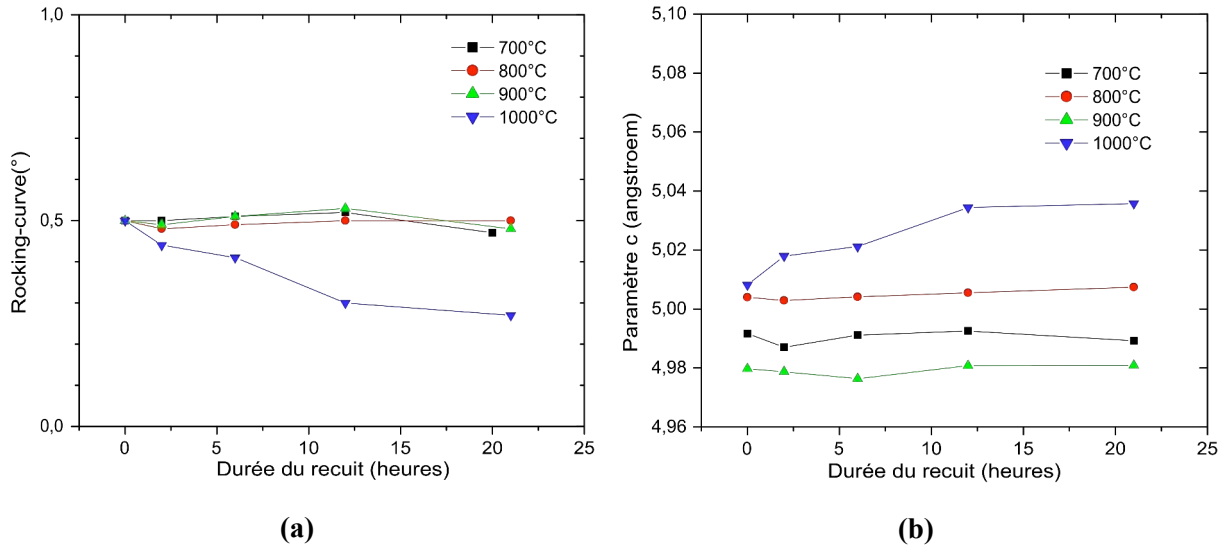 1,0
0,5
0,0
Rocking-curve(°)
700°C
800°C
900°C
1000°C
0 5 10 15 20 25
Durée du recuit (heures)
(a)
5,10
5,08
5,06
5,04
5,02
5,00
4,98
4,96
Paramètre c (angstroem)
700°C
800°C
900°C
1000°C
0 5 10 15 20 25
Durée du recuit (heures)
(b)